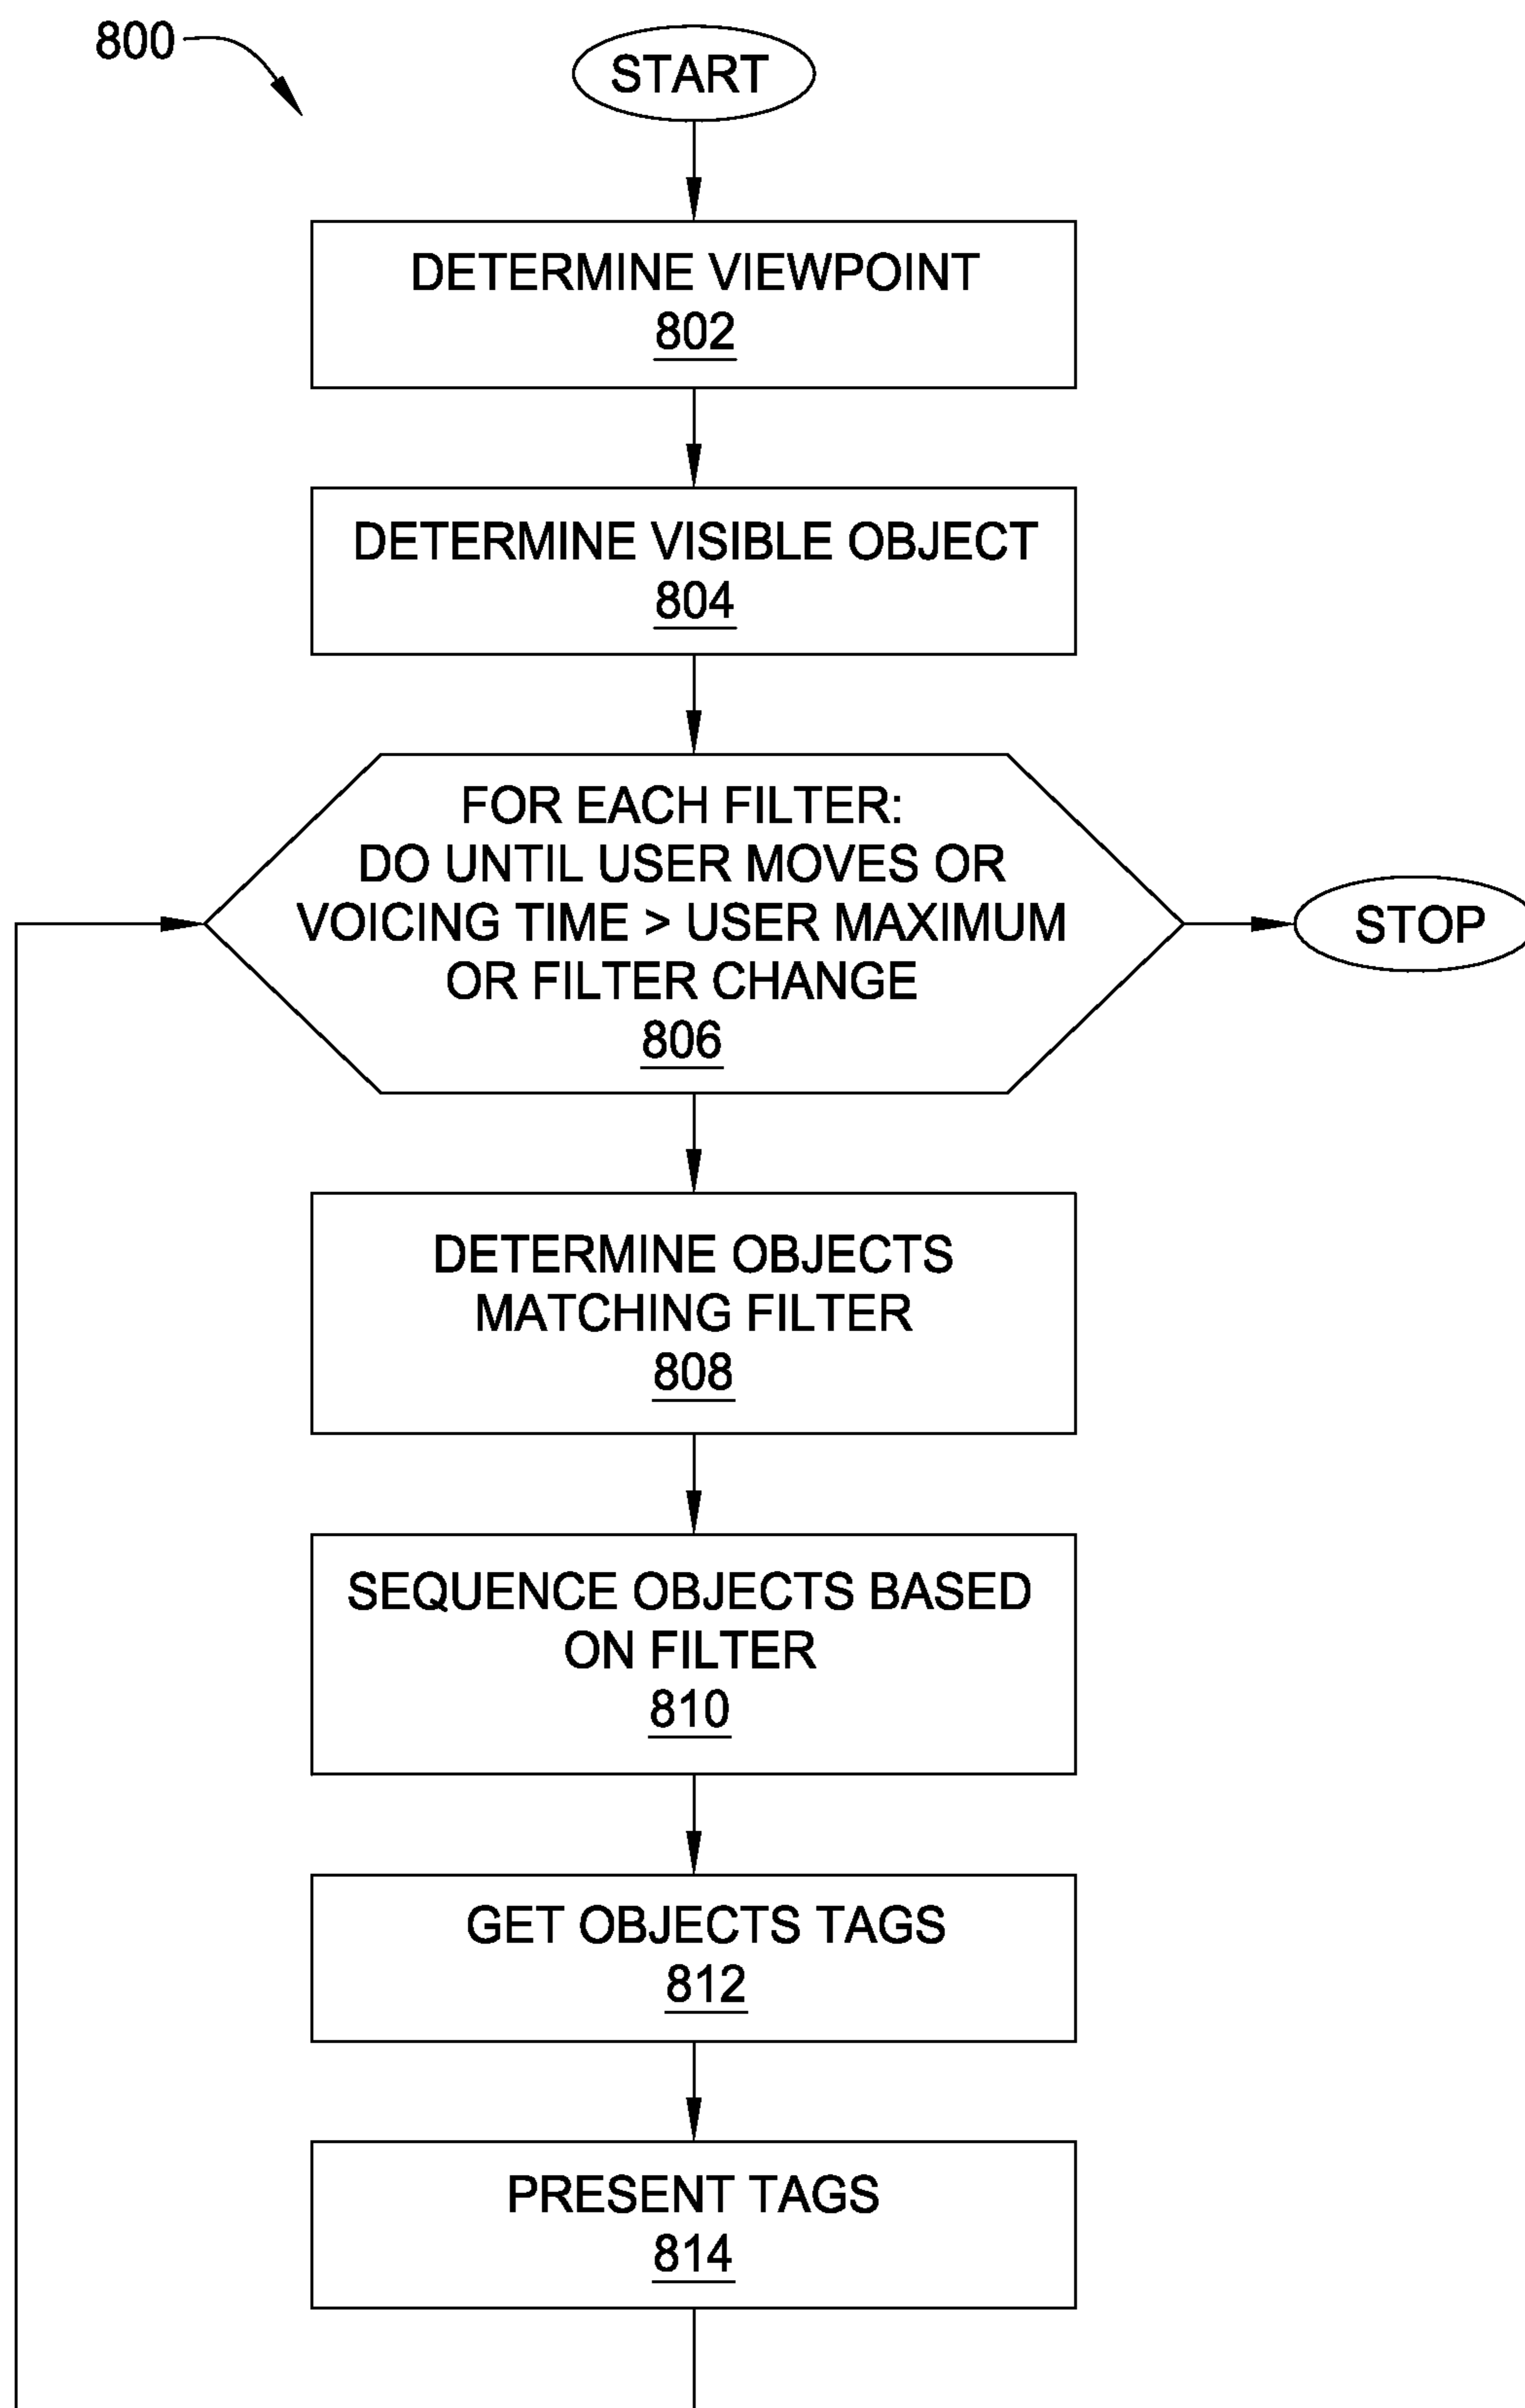 800
START
DETERMINE VIEWPOINT
802
DETERMINE VISIBLE OBJECT
804
FOR EACH FILTER:
DO UNTIL USER MOVES OR
VOICING TIME > USER MAXIMUM
OR FILTER CHANGE
806
STOP
DETERMINE OBJECTS
MATCHING FILTER
808
SEQUENCE OBJECTS BASED
ON FILTER
810
GET OBJECTS TAGS
812
PRESENT TAGS
814